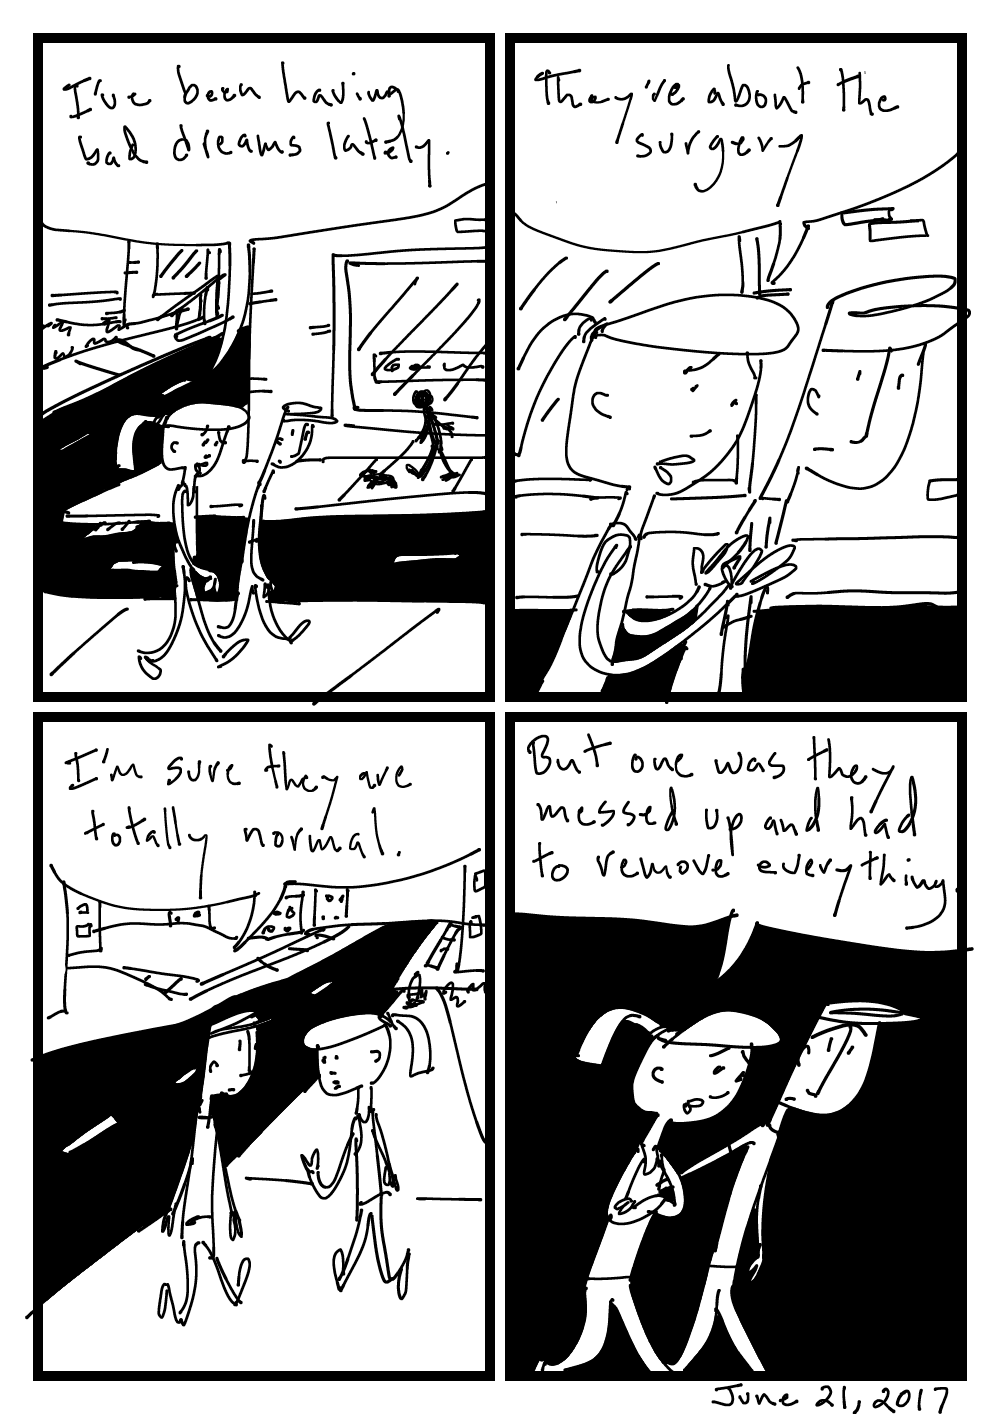 I've been having
bad dreams lately.
They're about the
surgery
I'm sure they are
totally normal.
But one was they
messed up and had
to remove everything.
June 21, 2017